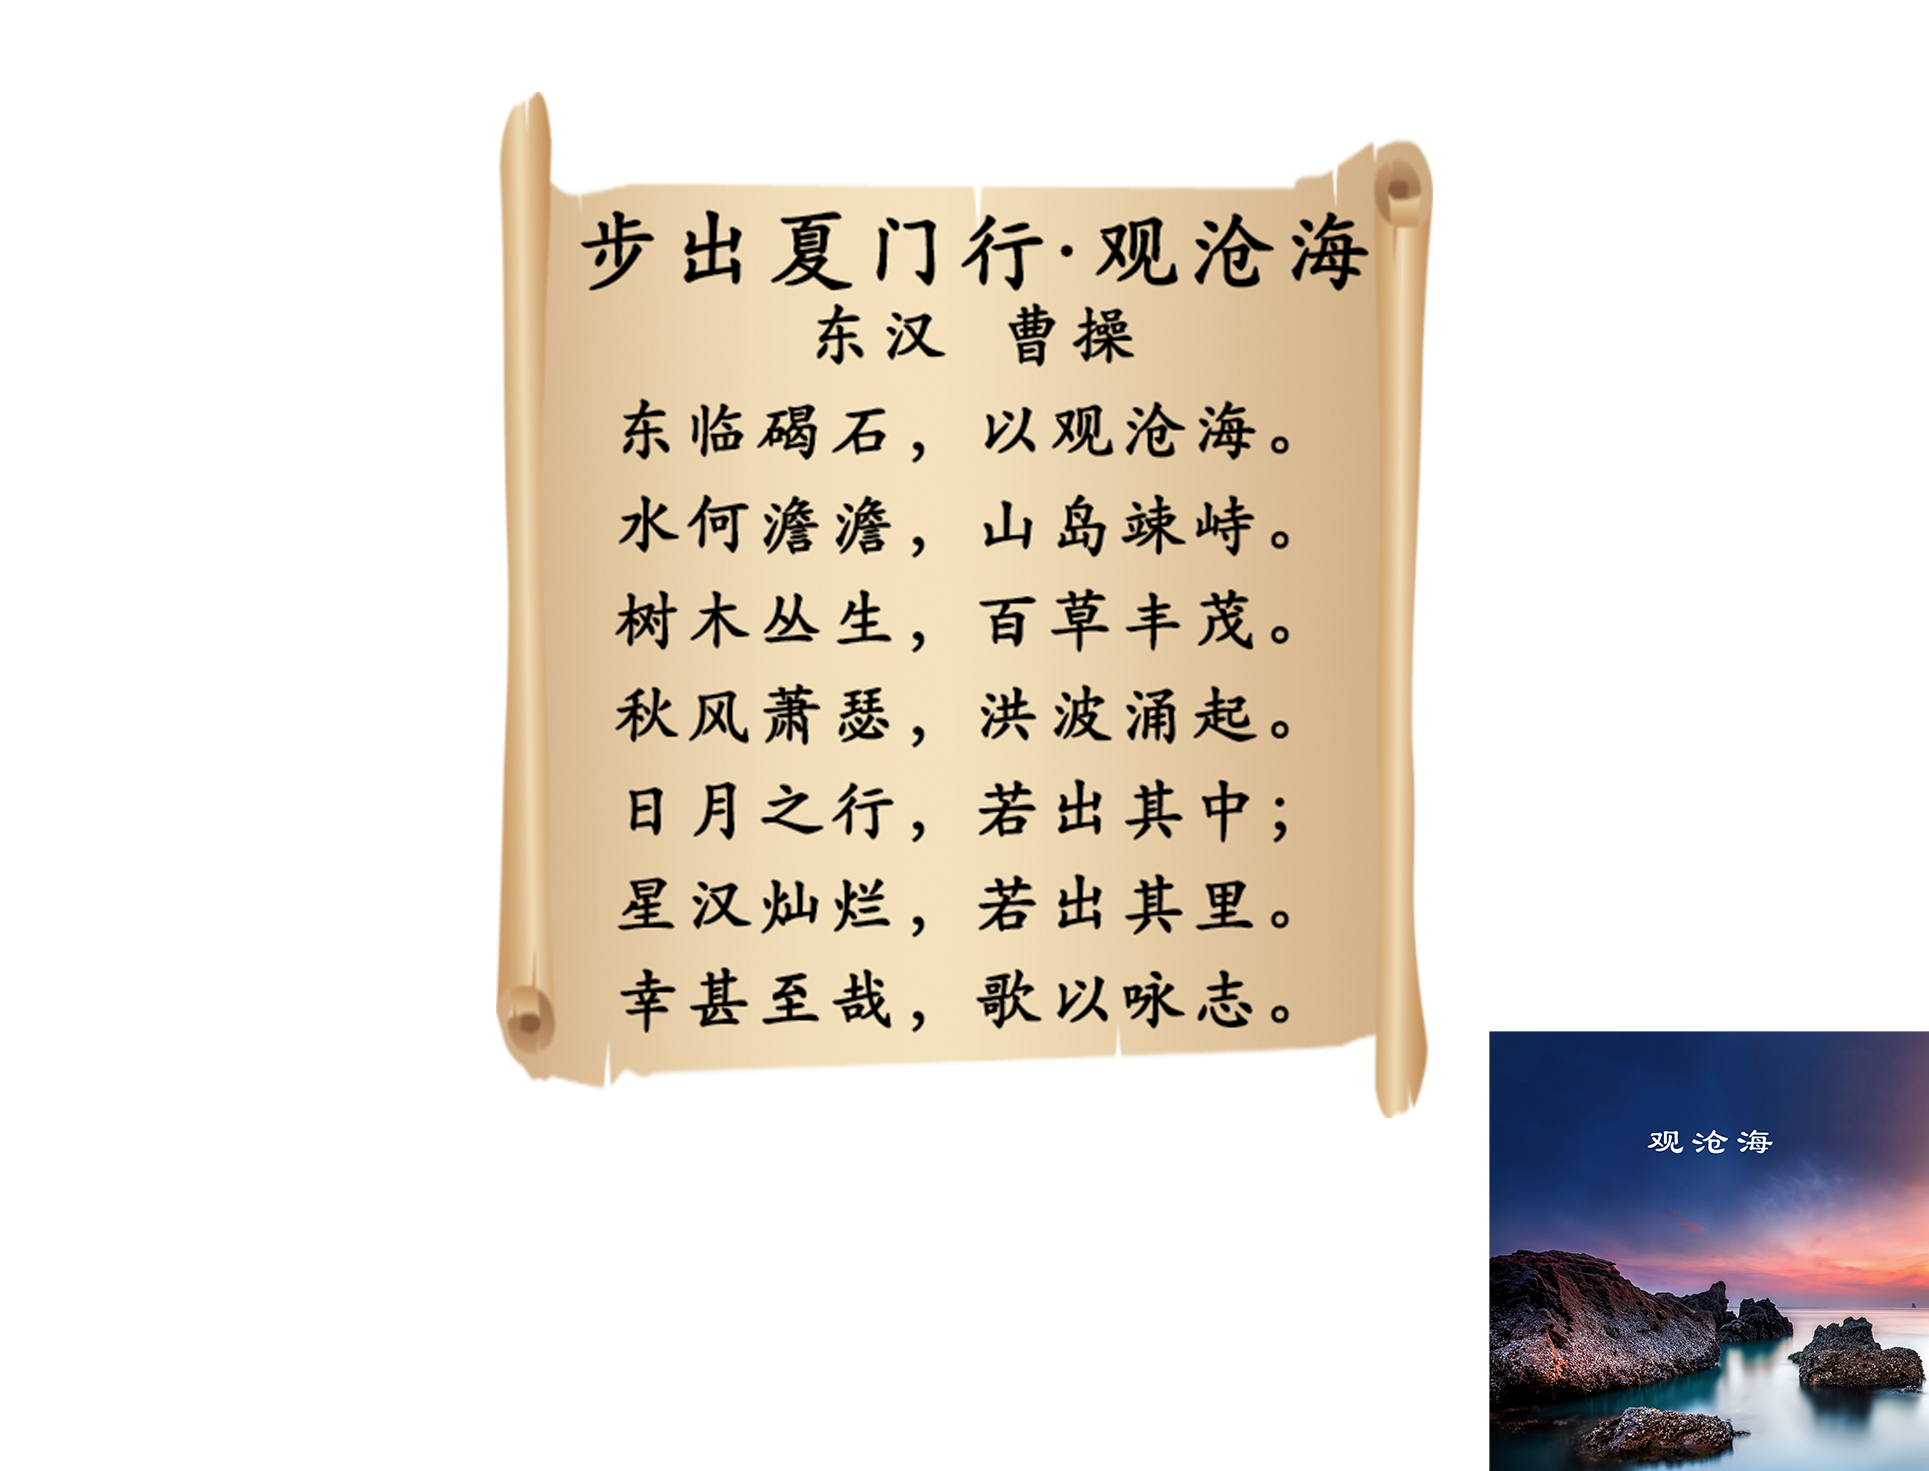 步出夏门行·观沧海
东汉 曹操
东临碣石，以观沧海。
水何澹澹，山岛竦峙。
树木丛生，百草丰茂。
秋风萧瑟，洪波涌起。
日月之行，若出其中；
星汉灿烂，若出其里。
幸甚至哉，歌以咏志。
观沧海